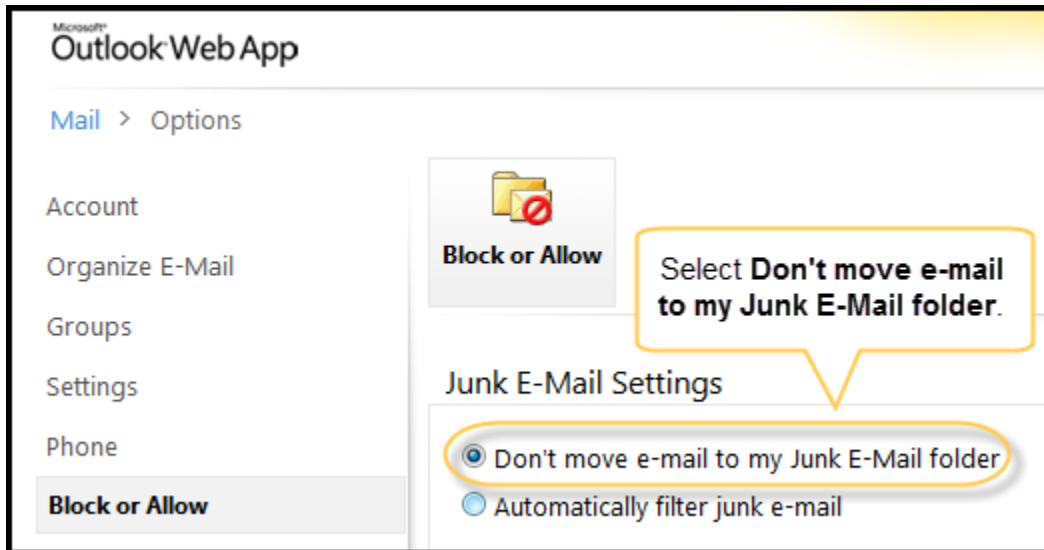 Microsoft®
Outlook Web App
Mail > Options
Account
Organize E-Mail
Groups
Settings
Phone
Block or Allow
Block or Allow
Select Don't move e-mail
to my Junk E-Mail folder.
Junk E-Mail Settings
Don't move e-mail to my Junk E-Mail folder
Automatically filter junk e-mail